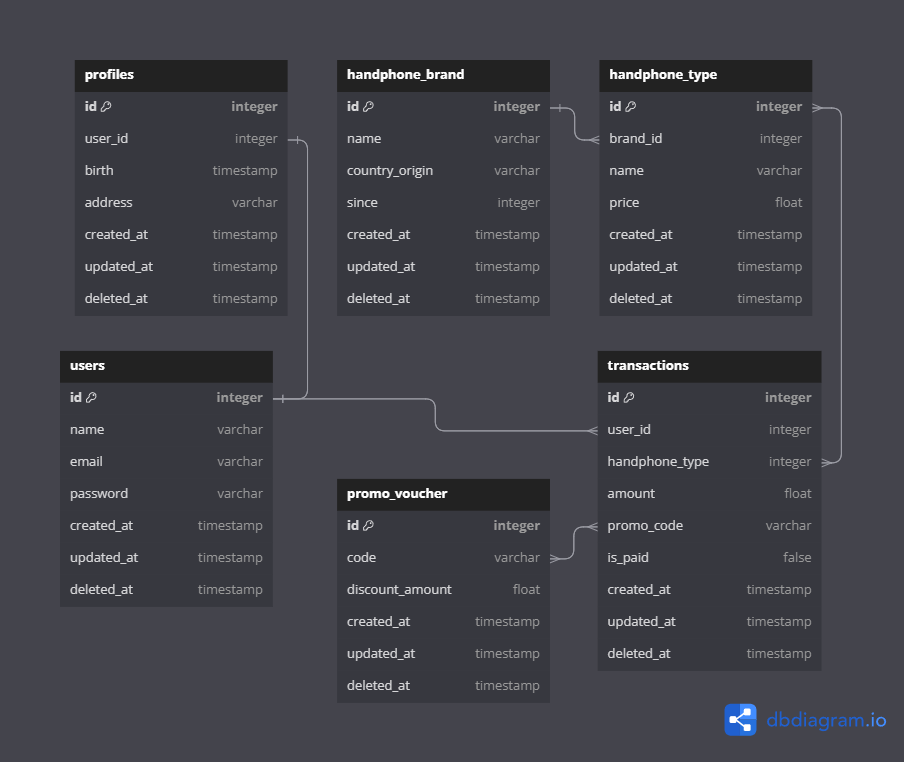 profiles
id integer
user_id integer
birth timestamp
address varchar
created_at timestamp
updated_at timestamp
deleted_at timestamp
handphone_brand
id integer
name varchar
country_origin varchar
since integer
created_at timestamp
updated_at timestamp
deleted_at timestamp
handphone_type
id integer
brand_id integer
name varchar
price float
created_at timestamp
updated_at timestamp
deleted_at timestamp
users
id integer
name varchar
email varchar
password varchar
created_at timestamp
updated_at timestamp
deleted_at timestamp
promo_voucher
id integer
code varchar
discount_amount float
created_at timestamp
updated_at timestamp
deleted_at timestamp
transactions
id integer
user_id integer
handphone_type integer
amount float
promo_code varchar
is_paid false
created_at timestamp
updated_at timestamp
deleted_at timestamp
dbdiagram.io